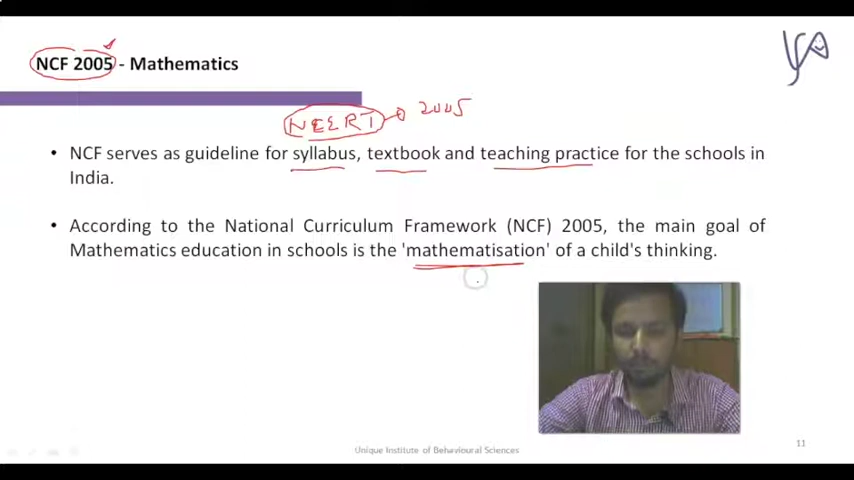 NCF 2005 - Mathematics
NCERT → 2005
• NCF serves as guideline for syllabus, textbook and teaching practice for the schools in
India.
• According to the National Curriculum Framework (NCF) 2005, the main goal of
Mathematics education in schools is the 'mathematisation' of a child's thinking.
Unique Institute of Behavioural Sciences
11